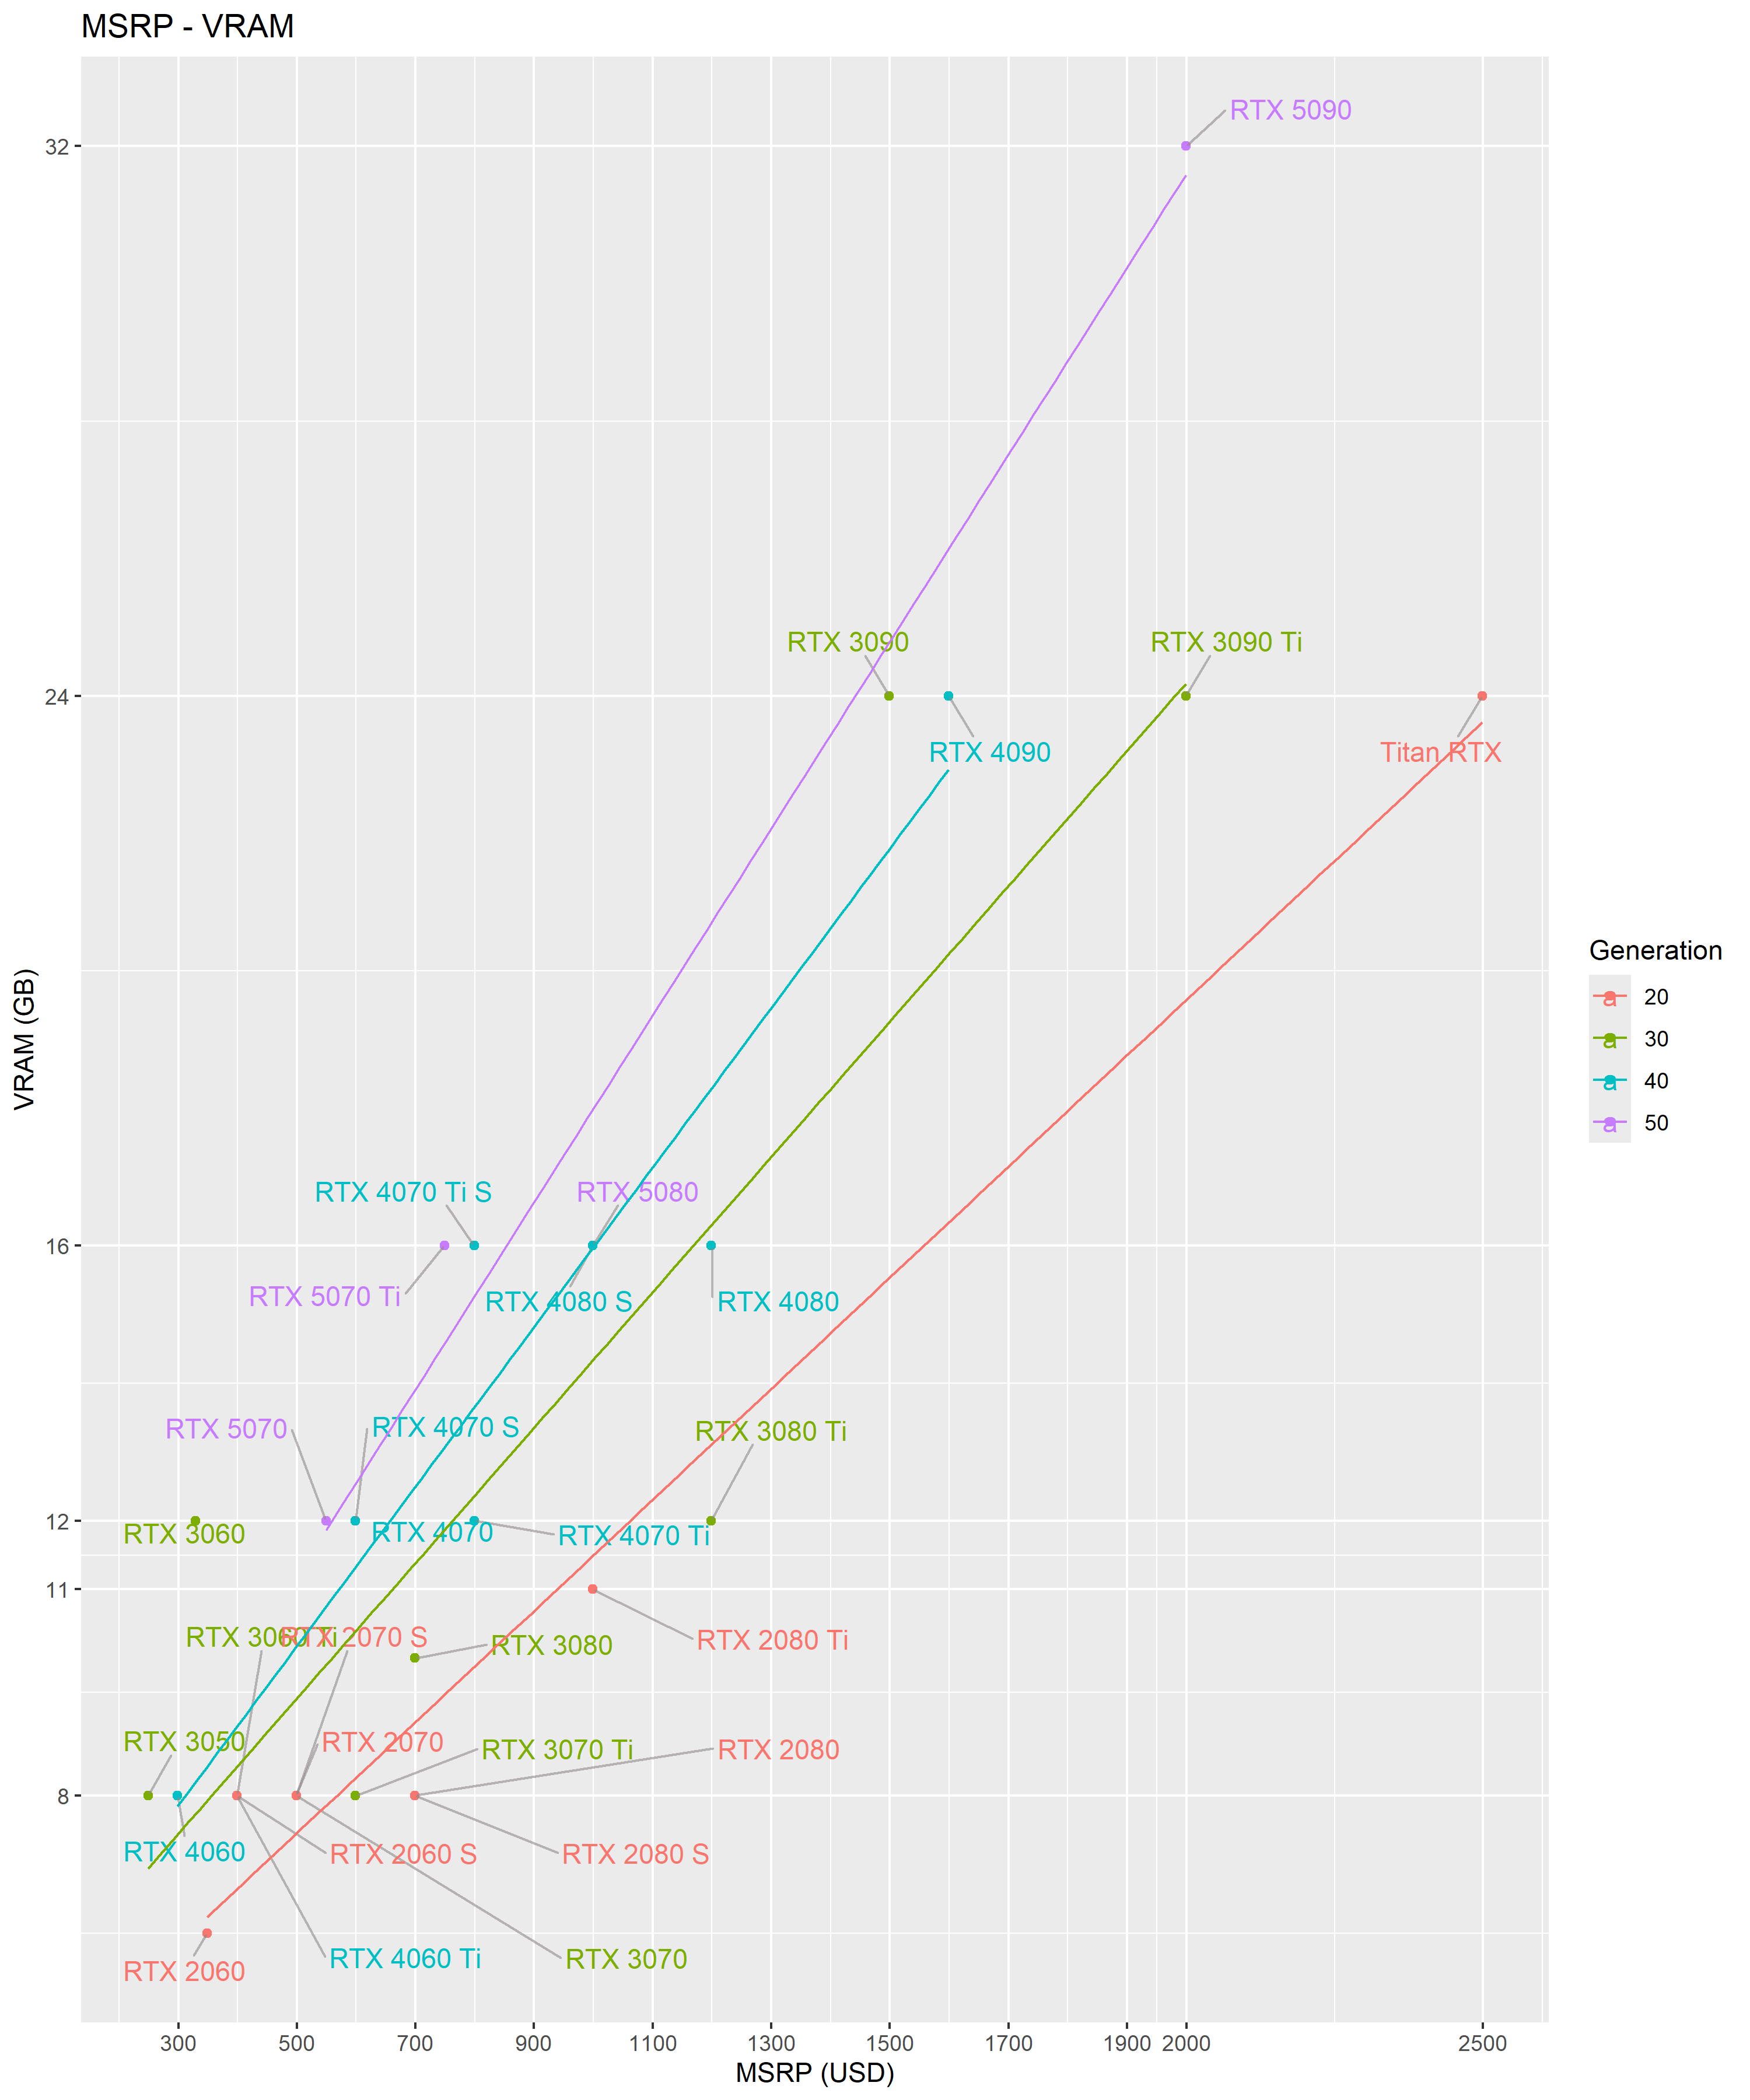 MSRP - VRAM
RTX 5090
32
RTX 3090
RTX 3090 Ti
24
RTX 4090
Titan RTX
Generation
20
30
40
50
VRAM (GB)
RTX 4070 Ti S
RTX 5080
16
RTX 5070 Ti
RTX 4080 S
RTX 4080
RTX 5070
RTX 4070 S
RTX 3080 Ti
12
RTX 3060
RTX 4070
RTX 4070 Ti
11
RTX 3060 Ti
RTX 2070 S
RTX 3080
RTX 2080 Ti
RTX 3050
RTX 2070
RTX 3070 Ti
RTX 2080
8
RTX 4060
RTX 2060 S
RTX 2080 S
RTX 2060
RTX 4060 Ti
RTX 3070
300 500 700 900 1100 1300 1500 1700 1900 2000 2500
MSRP (USD)